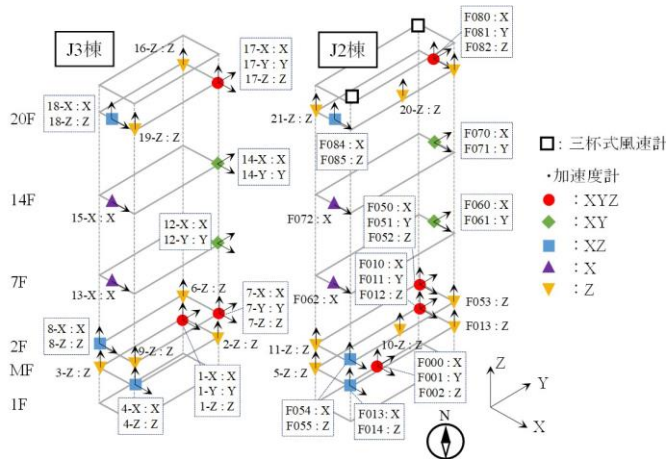 J3棟
16-Z : Z
17-X : X
17-Y : Y
17-Z : Z
18-X : X
18-Z : Z
20F
19-Z : Z
14-X : X
14-Y : Y
14F
15-X : X
12-X : X
12-Y : Y
7F
13-X : X
6-Z : Z
7-X : X
7-Y : Y
7-Z : Z
8-X : X
8-Z : Z
2F
9-Z : Z
2-Z : Z
MF
3-Z : Z
1F
4-X : X
4-Z : Z
1-X : X
1-Y : Y
1-Z : Z
J2棟
F080 : X
F081 : Y
F082 : Z
21-Z : Z
20-Z : Z
F084 : X
F085 : Z
F070 : X
F071 : Y
F072 : X
F050 : X
F051 : Y
F052 : Z
F060 : X
F061 : Y
F010 : X
F011 : Y
F012 : Z
F062 : X
F053 : Z
F013 : Z
11-Z : Z
10-Z : Z
5-Z : Z
F000 : X
F001 : Y
F002 : Z
F054 : X
F055 : Z
F013 : X
F014 : Z
N
: 三杯式風速計
・加速度計
: XYZ
: XY
: XZ
: X
: Z
Z
Y
X